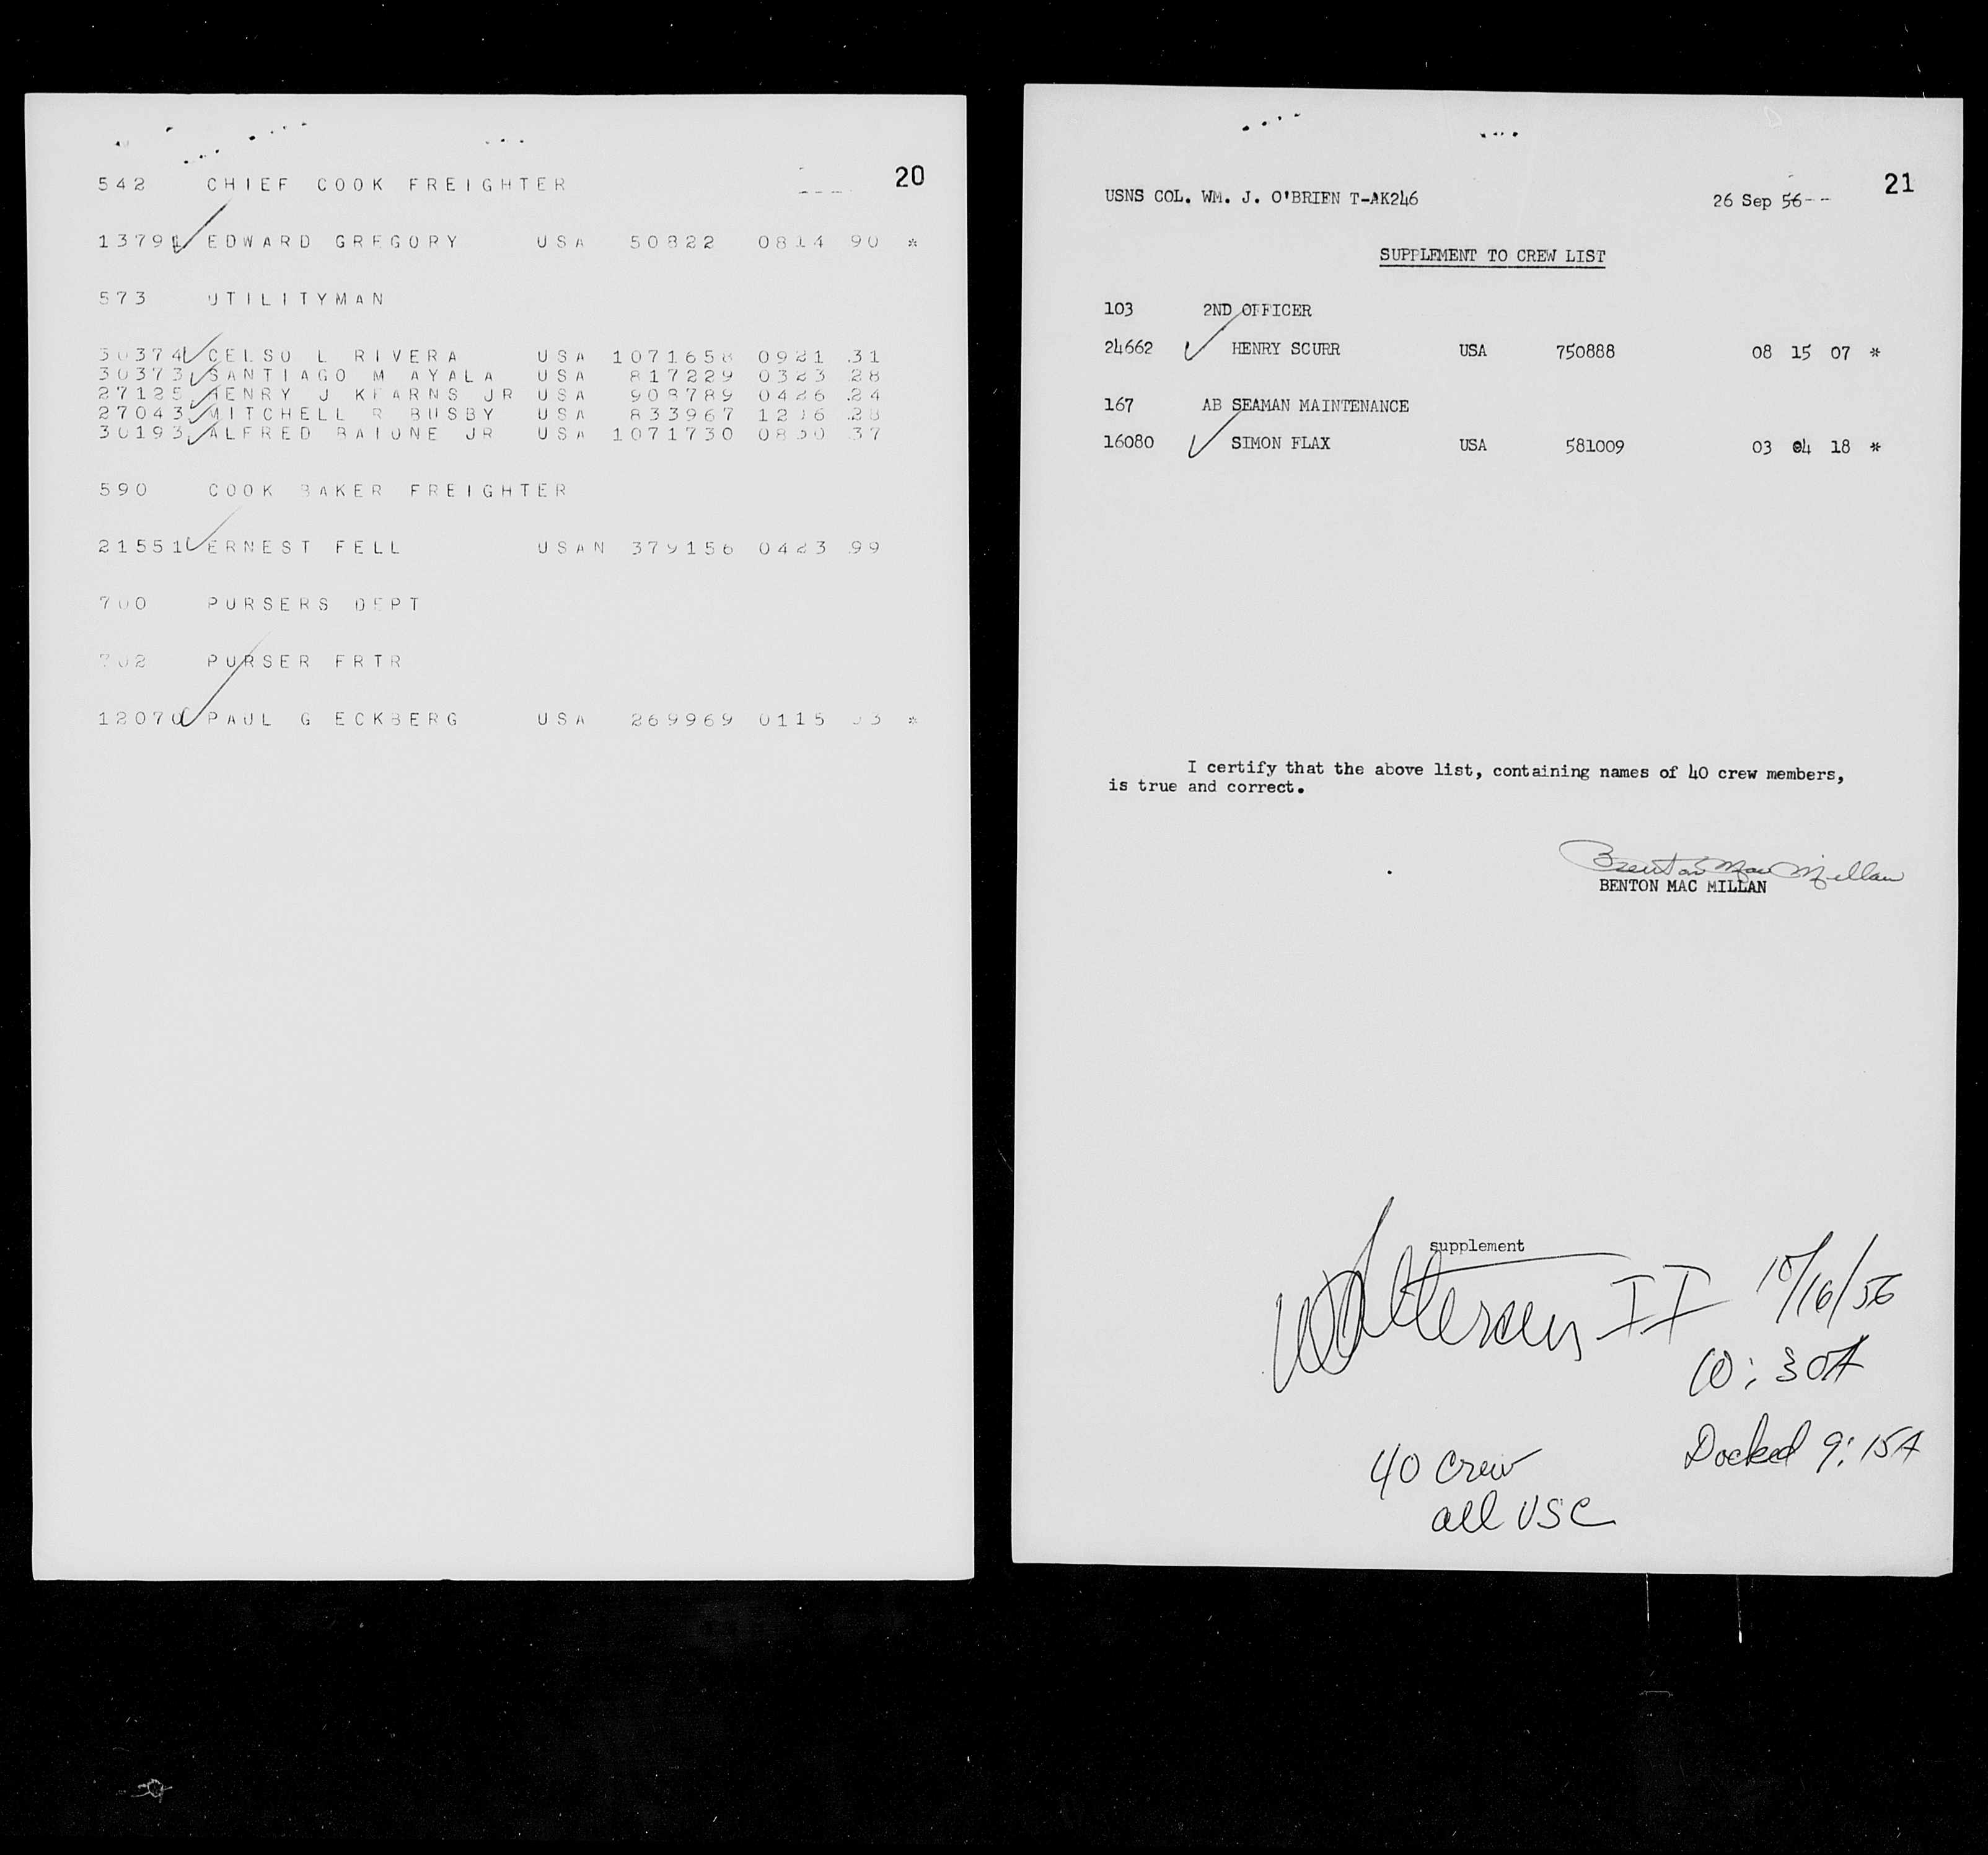 20
542 CHIEF COOK FREIGHTER
13791 EDWARD GREGORY USA 50822 0814 90 *
573 UTILITYMAN
30374 CELSO L RIVERA USA 1071658 0921 31
30373 SANTIAGO M AYALA USA 817229 0323 28
27125 HENRY J KEARNS JR USA 908789 0426 24
27043 MITCHELL R BUSBY USA 833967 28
30193 ALFRED BAIONE JR USA 1071730 37
590 COOK BAKER FREIGHTER
21551 ERNEST FELL USAN 379156 0423 99
700 PURSERS DEPT
702 PURSER FRTR
12070 PAUL G ECKBERG USA 269969 0115 *
21
USNS COL. WM. J. O'BRIEN T-AK246 26 Sep 56--
SUPPLEMENT TO CREW LIST
103 2ND OFFICER
24662 HENRY SCURR USA 750888 08 15 07 *
167 AB SEAMAN MAINTENANCE
16080 SIMON FLAX USA 581009 03 04 18 *
I certify that the above list, containing names of 40 crew members,
is true and correct.
Benton Mac Millan
BENTON MAC MILLAN
supplement
II 10/16/56
10:30A
Docked 9:15A
40 crew
all USC